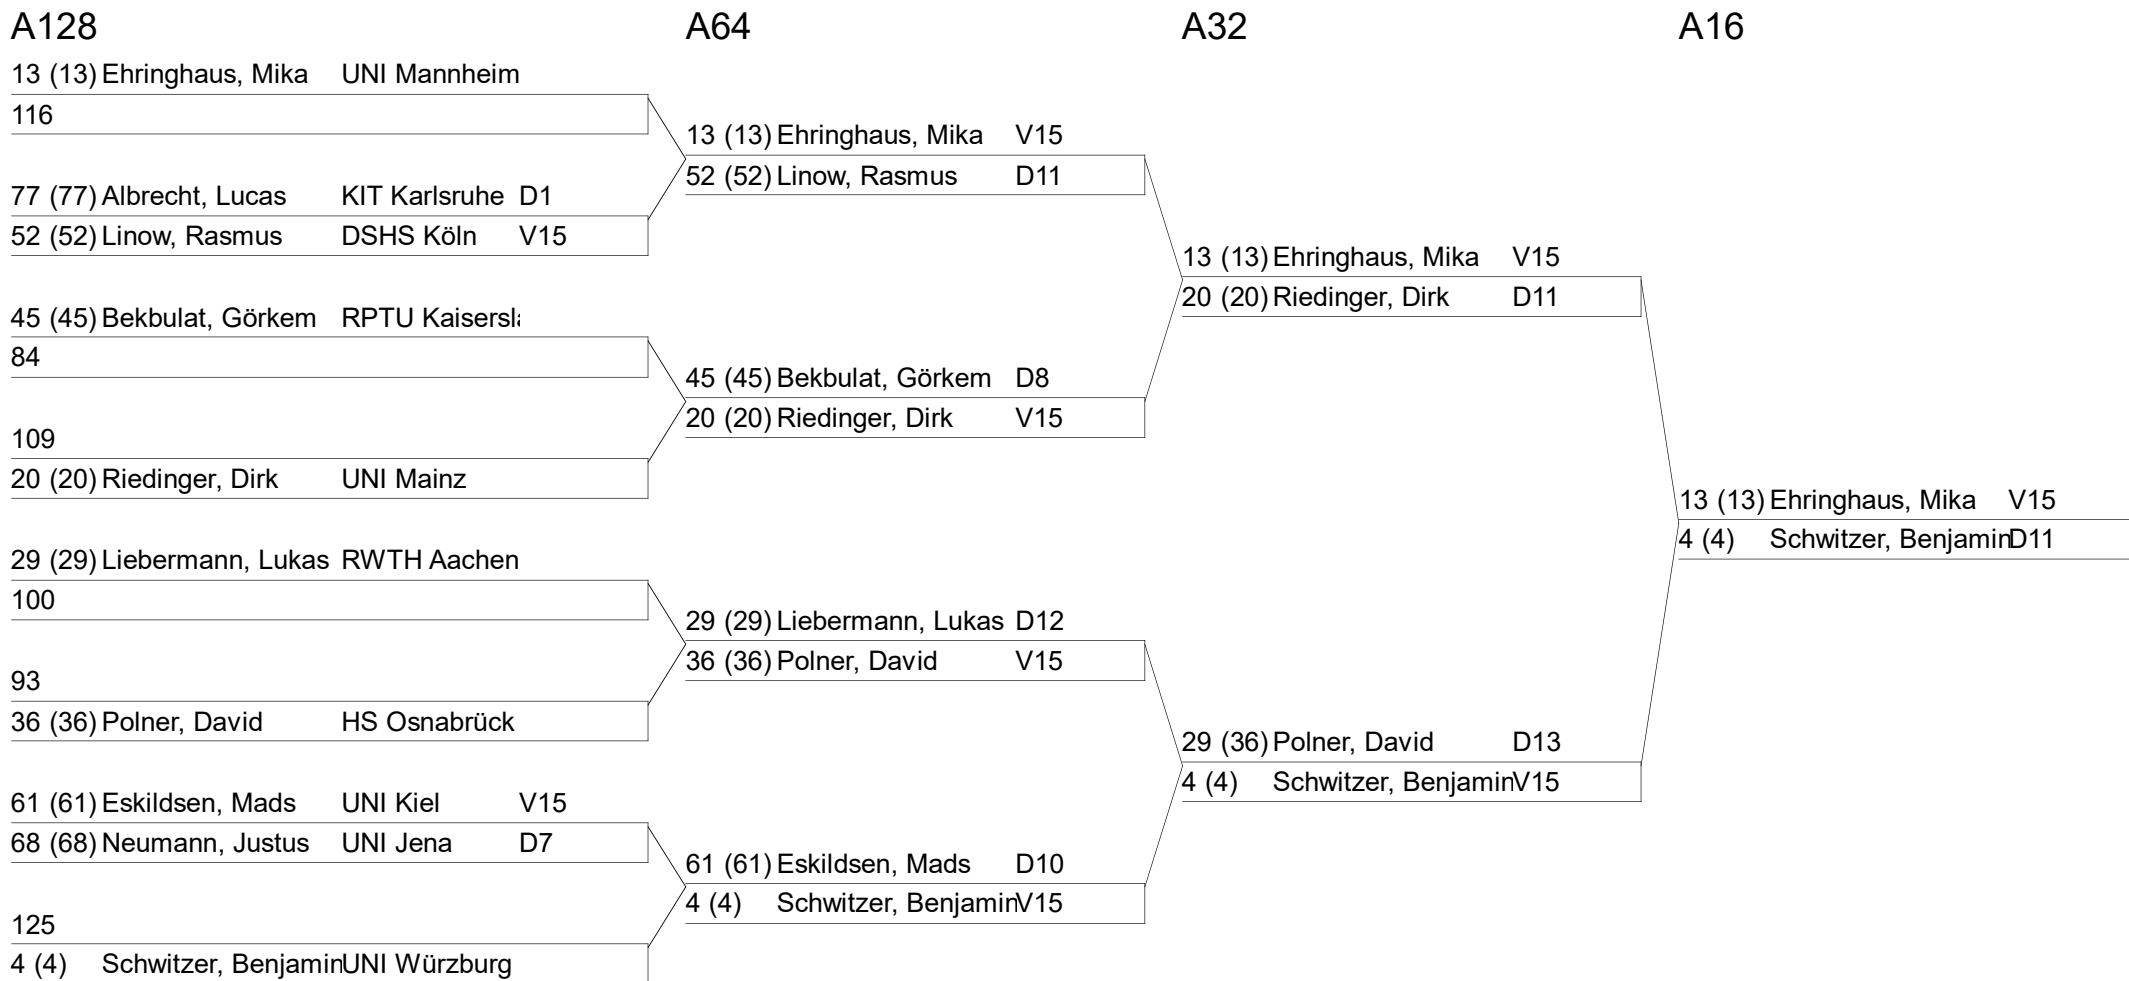 A128 A64 A32 A16
13 (13) Ehringhaus, Mika UNI Mannheim
116
13 (13) Ehringhaus, Mika V15
52 (52) Linow, Rasmus D11
77 (77) Albrecht, Lucas KIT Karlsruhe D1
52 (52) Linow, Rasmus DSHS Köln V15
13 (13) Ehringhaus, Mika V15
20 (20) Riedinger, Dirk D11
45 (45) Bekbulat, Görkem RPTU Kaisersla
84
45 (45) Bekbulat, Görkem D8
20 (20) Riedinger, Dirk V15
109
20 (20) Riedinger, Dirk UNI Mainz
13 (13) Ehringhaus, Mika V15
4 (4) Schwitzer, Benjamin D11
29 (29) Liebermann, Lukas RWTH Aachen
100
29 (29) Liebermann, Lukas D12
36 (36) Polner, David V15
93
36 (36) Polner, David HS Osnabrück
29 (36) Polner, David D13
4 (4) Schwitzer, Benjamin V15
61 (61) Eskildsen, Mads UNI Kiel V15
68 (68) Neumann, Justus UNI Jena D7
61 (61) Eskildsen, Mads D10
4 (4) Schwitzer, Benjamin V15
125
4 (4) Schwitzer, Benjamin UNI Würzburg